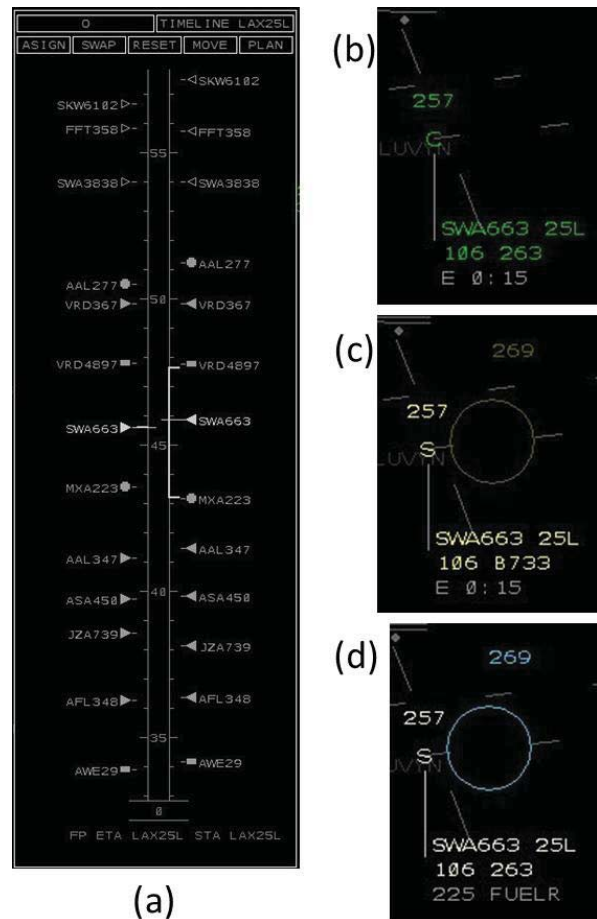 0 TIMELINE LAX25L
ASIGN SWAP RESET MOVE PLAN
SKW6102
SKW6102
FFT358 FFT358
55
SWA3838 SWA3838
AAL277
AAL277
50
VRD367 VRD367
VRD4897 VRD4897
SWA663 SWA663
45
MXA223 MXA223
AAL347 AAL347
40
ASA450 ASA450
JZA739 JZA739
AFL348 AFL348
35
AWE29 AWE29
0
FP ETA LAX25L STA LAX25L
(a)
(b)
257
C
LUVYN
SWA663 25L
106 263
E 0:15
(c)
269
257
S
LUVYN
SWA663 25L
106 B733
E 0:15
(d)
269
257
S
UVYN
SWA663 25L
106 263
225 FUELR